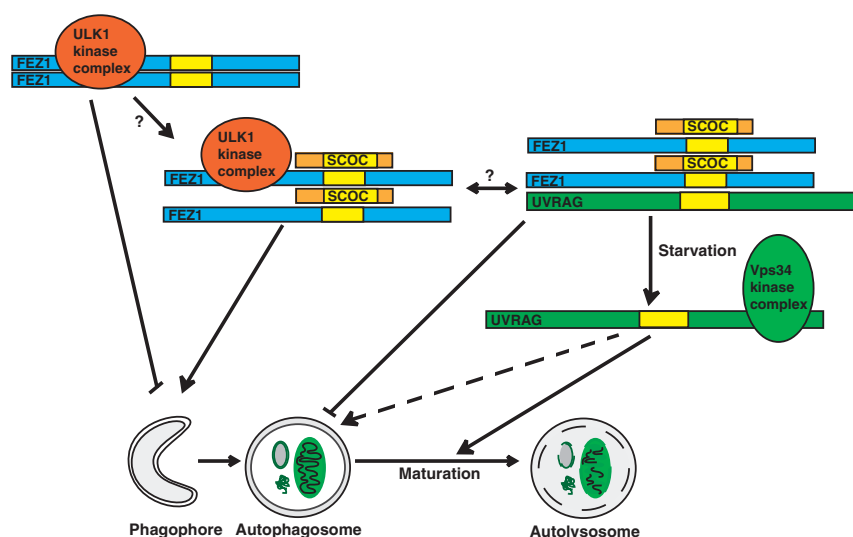 ULK1
kinase
complex
FEZ1
FEZ1
?
ULK1
kinase
complex
SCOC
FEZ1
SCOC
FEZ1
?
SCOC
FEZ1
SCOC
FEZ1
UVRAG
Starvation
Vps34
kinase
complex
UVRAG
Maturation
Phagophore
Autophagosome
Autolysosome